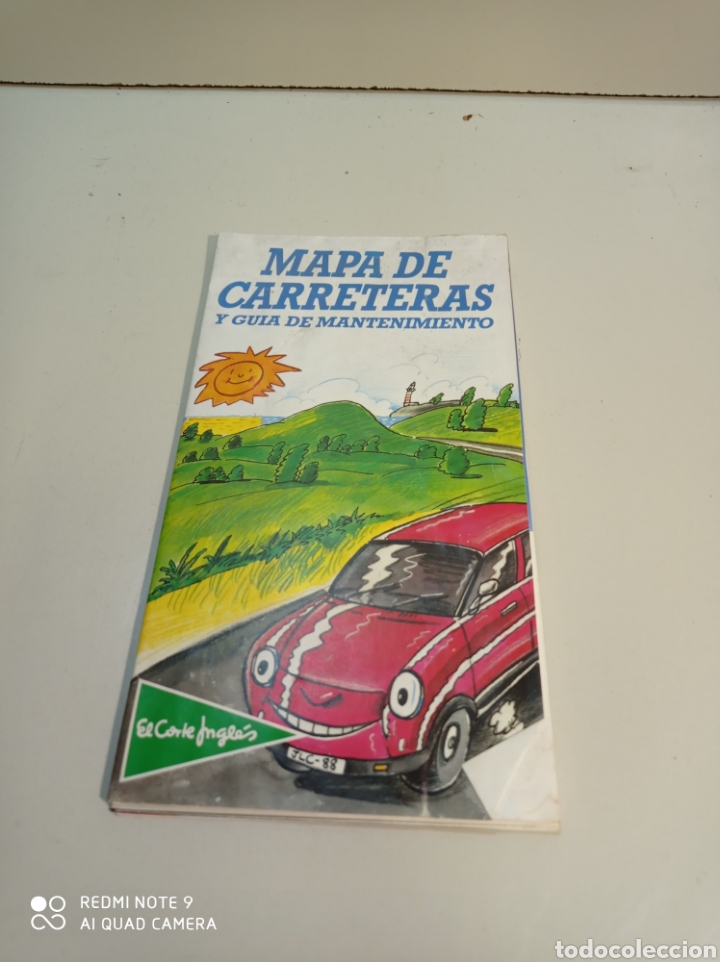 MAPA DE
CARRETERAS
Y GUIA DE MANTENIMIENTO
El Corte Inglés
JLC-88
REDMI NOTE 9
AI QUAD CAMERA
todocoleccion